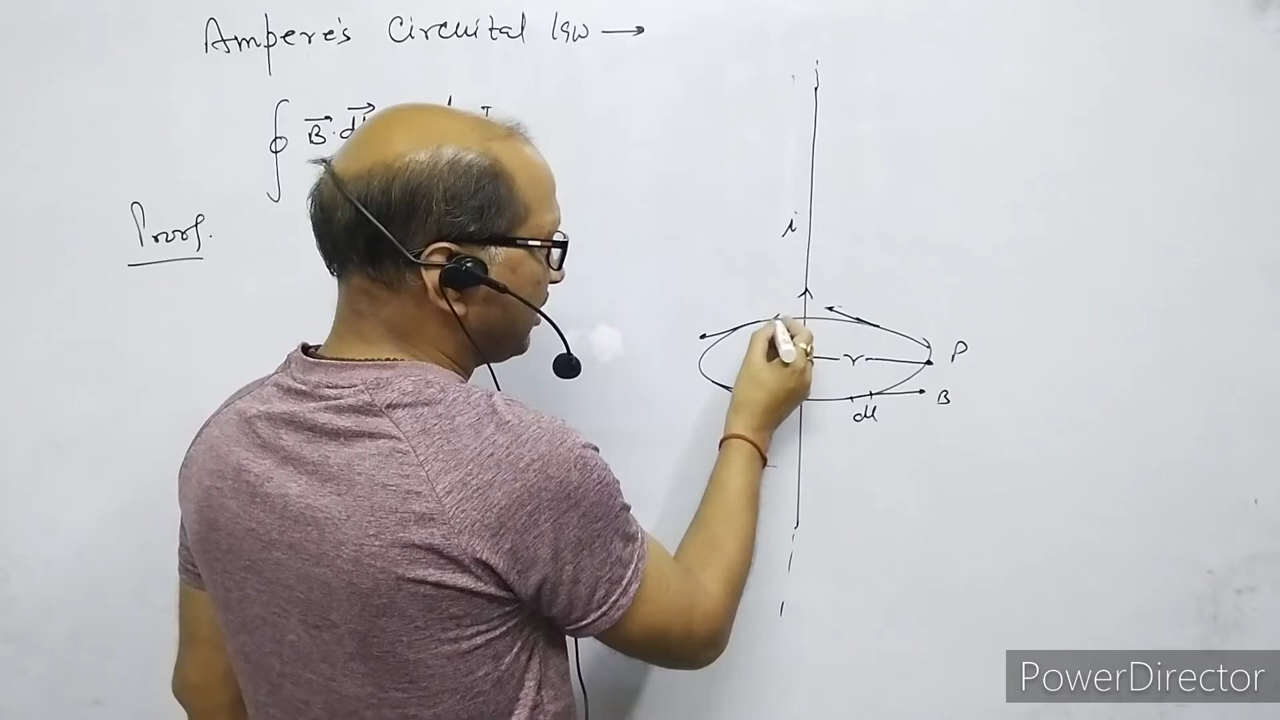 Ampere's Circuital law →
∮ B⃗. dl⃗
Proof.
i
r
P
B
dl
PowerDirector